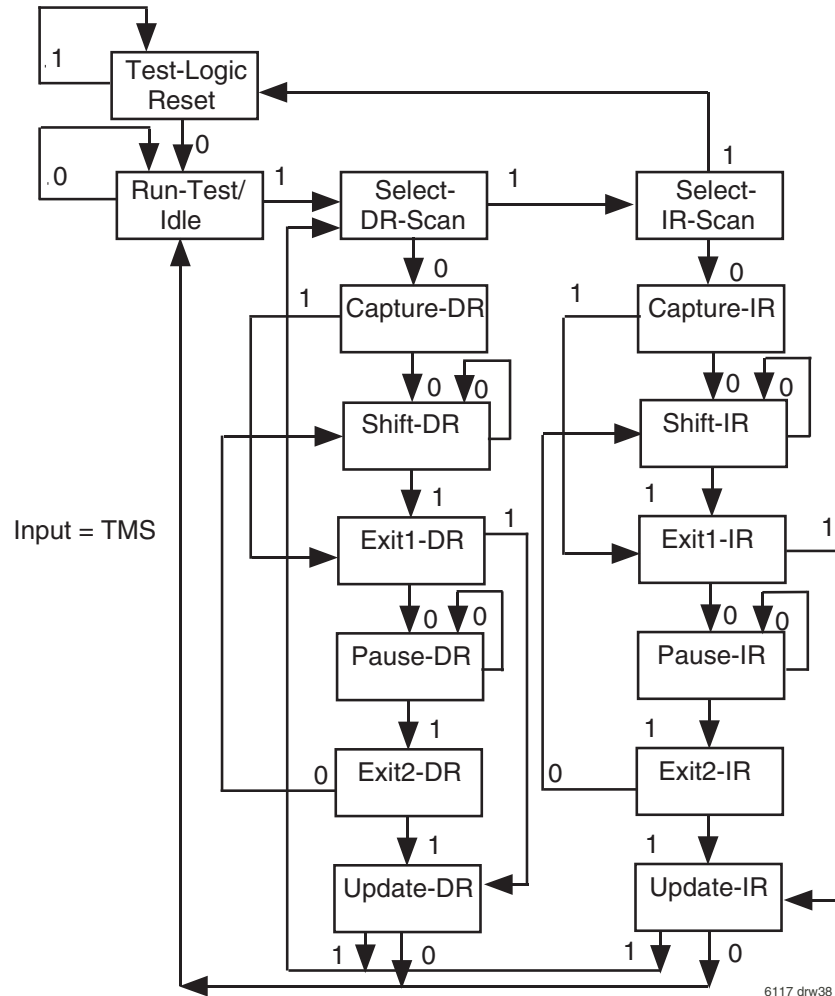 1
Test-Logic
Reset
0
1
0
Run-Test/
Idle
1
Select-
DR-Scan
1
Select-
IR-Scan
0
0
1
Capture-DR
1
Capture-IR
0
0
0
0
Shift-DR
Shift-IR
1
1
Input = TMS
Exit1-DR
1
Exit1-IR
1
0
0
0
0
Pause-DR
Pause-IR
1
1
0
Exit2-DR
0
Exit2-IR
1
1
Update-DR
Update-IR
1
0
1
0
6117 drw38